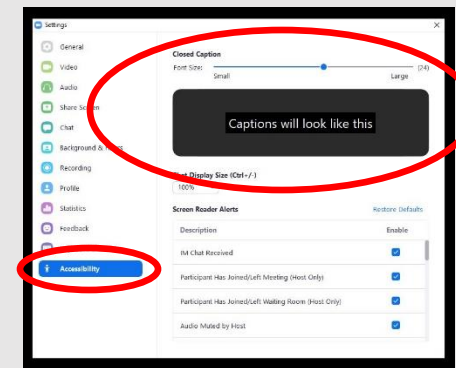 Settings
General
Video
Audio
Share Screen
Chat
Background &
Recording
Profile
Statistics
Feedback
Accessibility
Closed Caption
Font Size:
(24)
Small Large
Captions will look like this
Display Size (Ctrl+/-)
100%
Screen Reader Alerts Restore Defaults
Description Enable
IM Chat Received
Participant Has Joined/Left Meeting (Host Only)
Participant Has Joined/Left Waiting Room (Host Only)
Audio Muted by Host